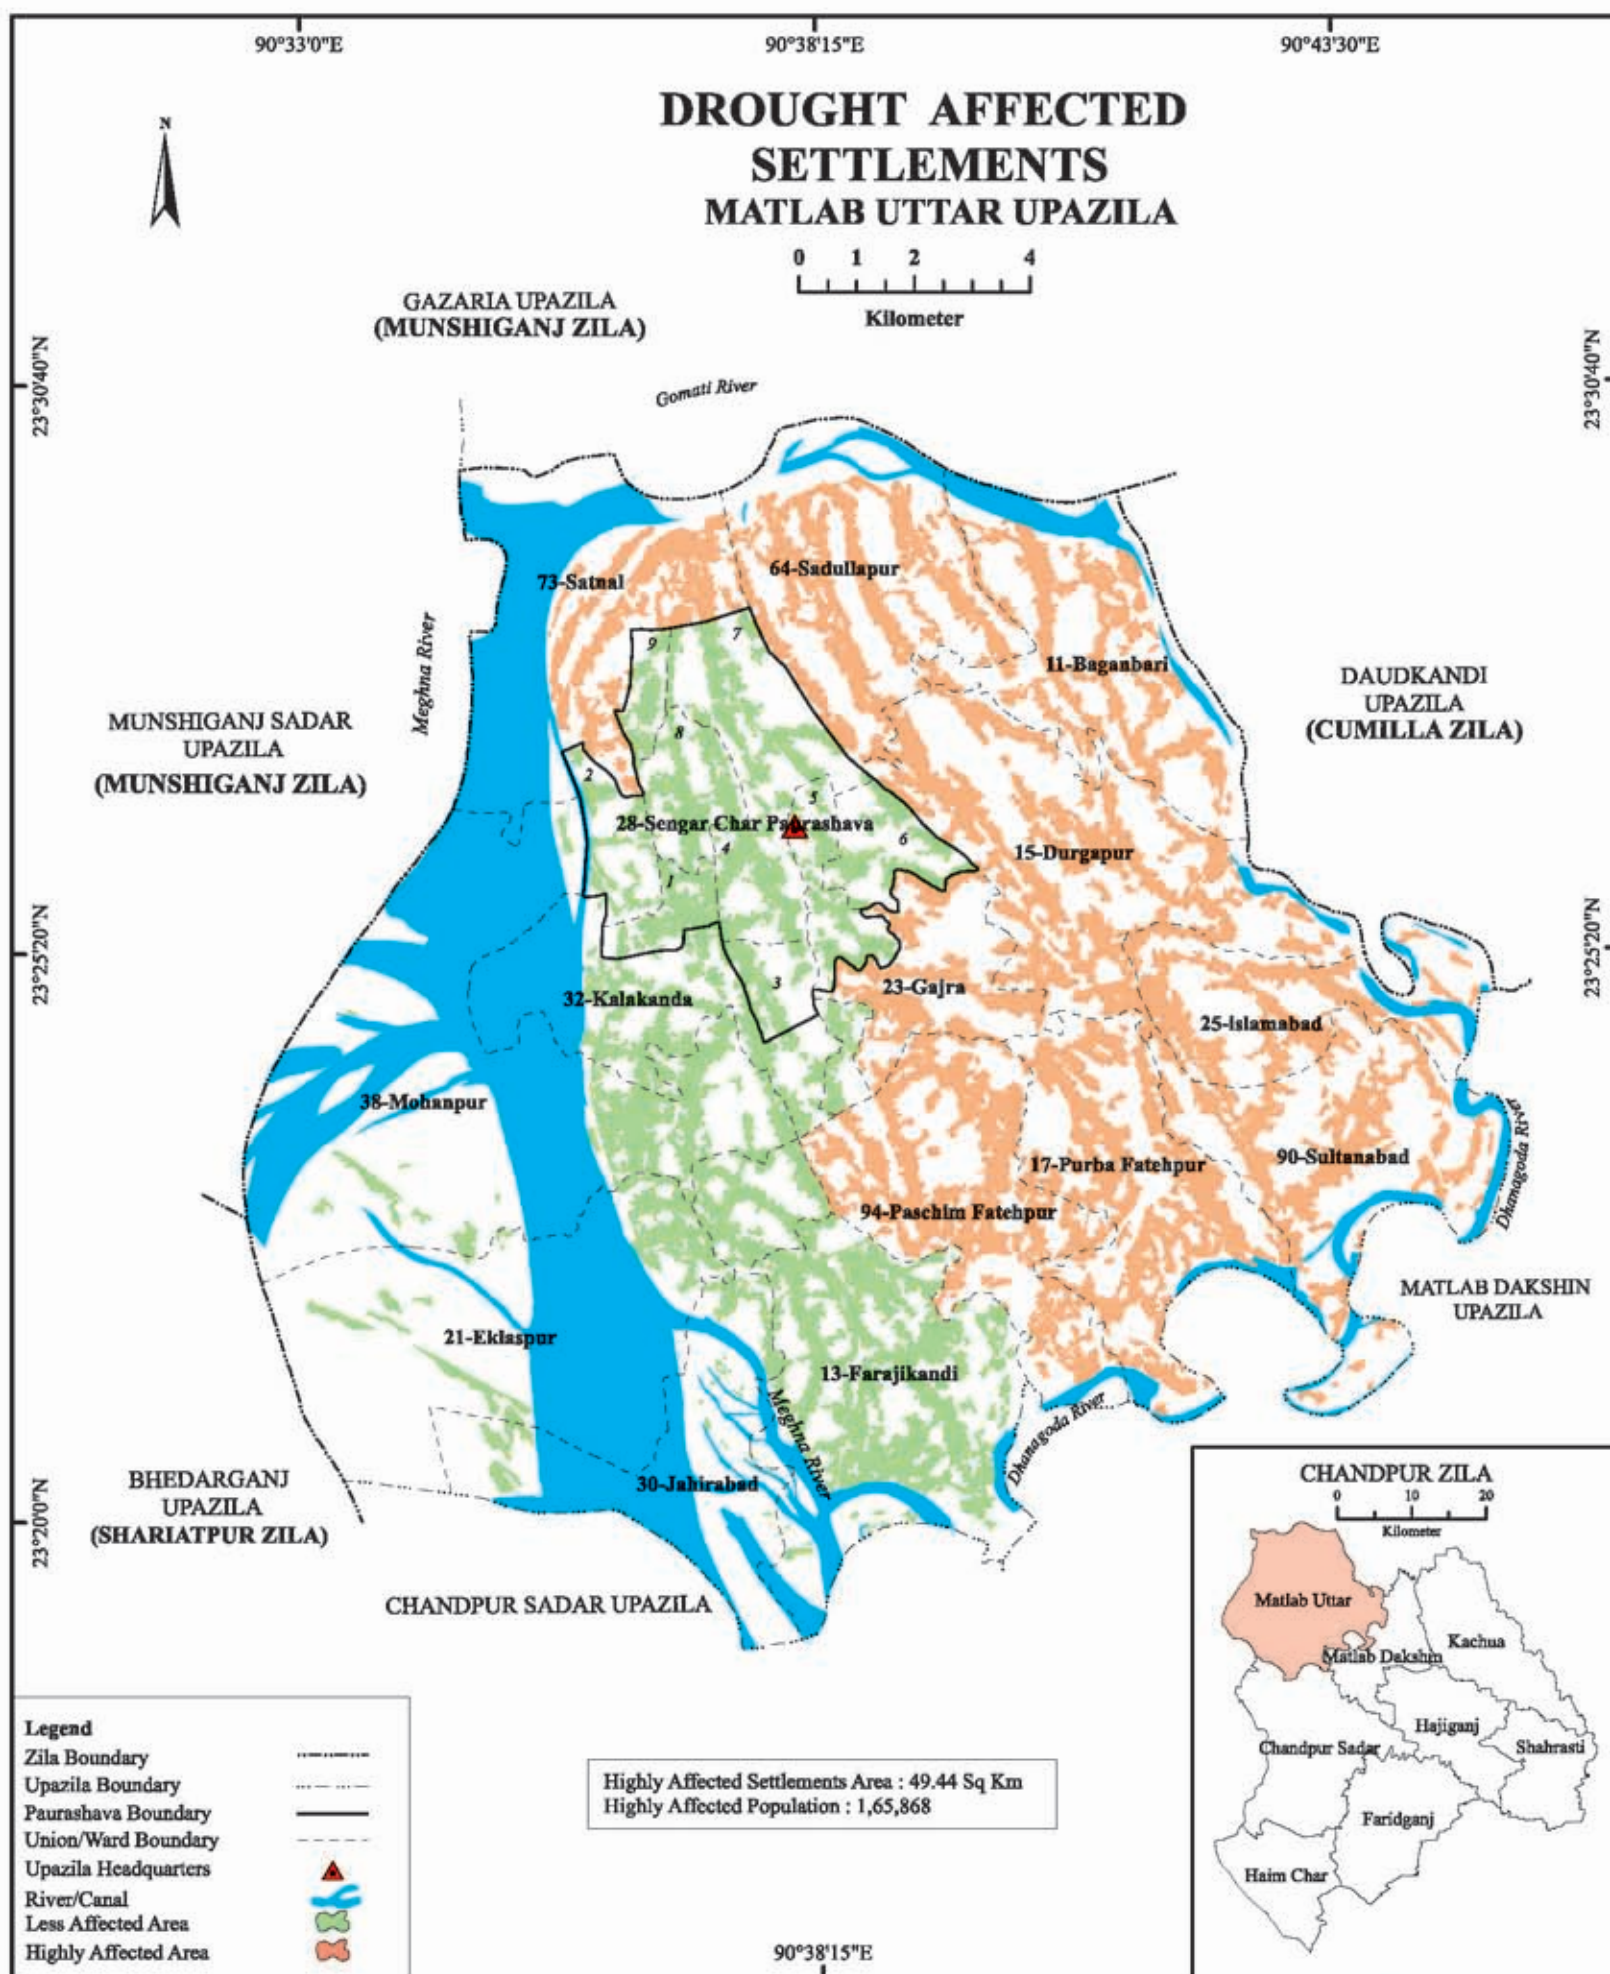 90°33'0"E
90°38'15"E
90°43'30"E
N
DROUGHT AFFECTED
SETTLEMENTS
MATLAB UTTAR UPAZILA
0 1 2 4
Kilometer
GAZARIA UPAZILA
(MUNSHIGANJ ZILA)
23°30'40"N
23°30'40"N
Gomati River
73-Satnal
64-Sadullapur
9
7
Meghna River
11-Baganbari
DAUDKANDI
UPAZILA
(CUMILLA ZILA)
MUNSHIGANJ SADAR
UPAZILA
(MUNSHIGANJ ZILA)
8
2
5
28-Sengar Char Paurashava
6
4
15-Durgapur
1
23°25'20"N
23°25'20"N
3
23-Gajra
32-Kalakanda
25-Islamabad
38-Mohanpur
Dhanagoda River
90-Sultanabad
17-Purba Fatehpur
94-Paschim Fatehpur
MATLAB DAKSHIN
UPAZILA
21-Eklaspur
13-Farajikandi
Meghna River
Dhanagoda River
30-Jahirabad
BHEDARGANJ
UPAZILA
(SHARIATPUR ZILA)
23°20'0"N
CHANDPUR SADAR UPAZILA
CHANDPUR ZILA
0 10 20
Kilometer
Matlab Uttar
Kachua
Matlab Dakshin
Hajiganj
Chandpur Sadar
Shahrasti
Faridganj
Haim Char
Legend
Zila Boundary
Upazila Boundary
Paurashava Boundary
Union/Ward Boundary
Upazila Headquarters
River/Canal
Less Affected Area
Highly Affected Area
Highly Affected Settlements Area : 49.44 Sq Km
Highly Affected Population : 1,65,868
90°38'15"E